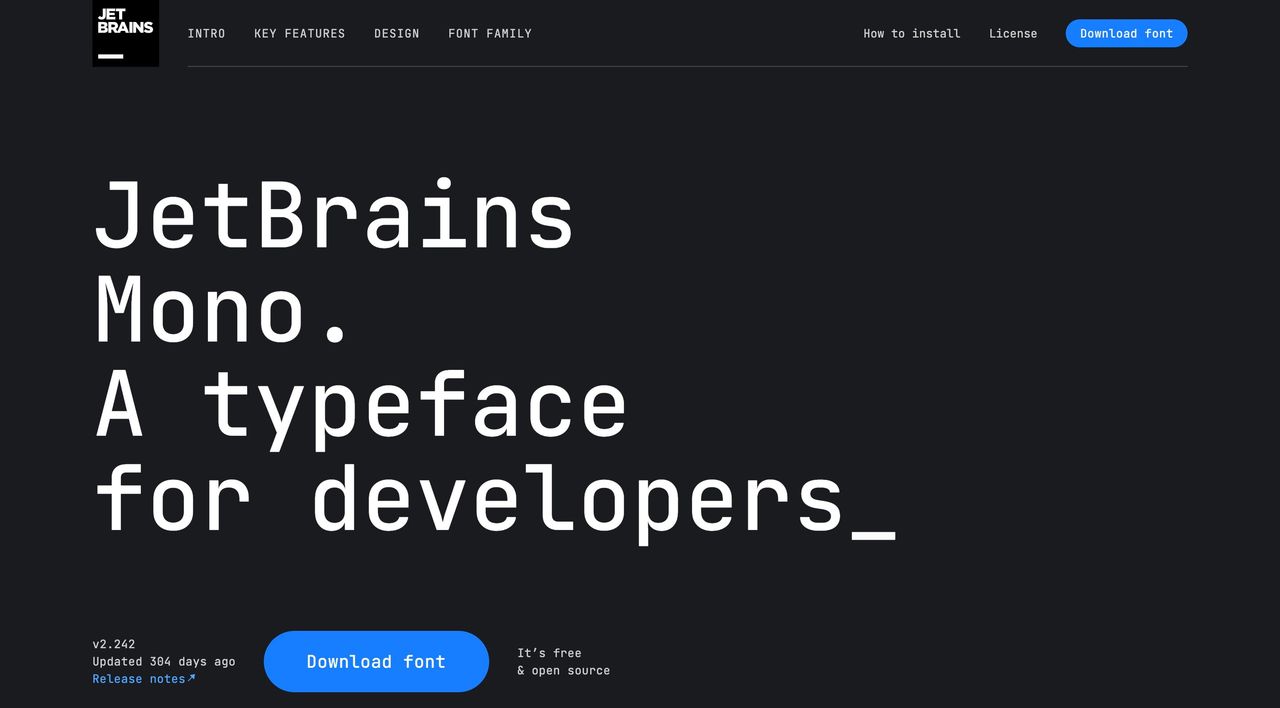 JET
BRAINS
INTRO KEY FEATURES DESIGN FONT FAMILY How to install License Download font
JetBrains
Mono.
A typeface
for developers_
v2.242
Updated 304 days ago
Release notes↗
Download font
It’s free
& open source